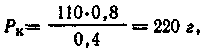 Pк = 110·0,8 / 0,4 = 220 г,